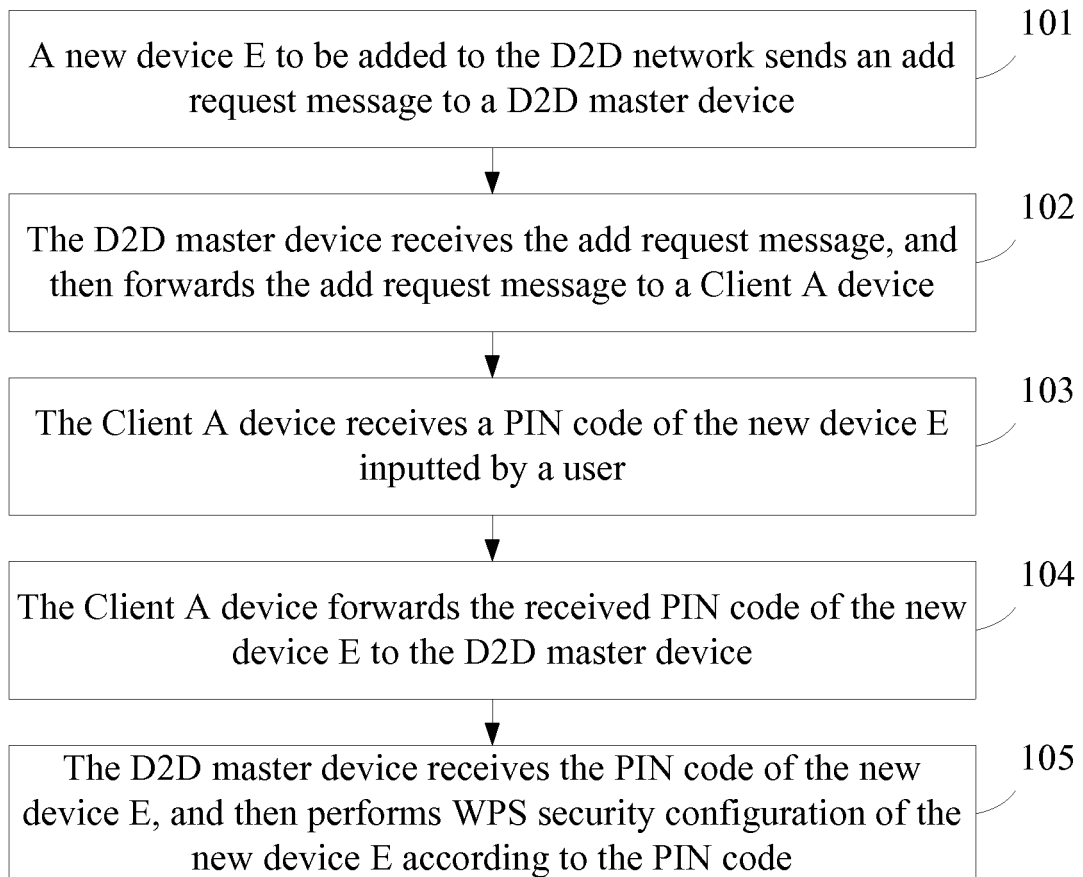 101
A new device E to be added to the D2D network sends an add
request message to a D2D master device
102
The D2D master device receives the add request message, and
then forwards the add request message to a Client A device
103
The Client A device receives a PIN code of the new device E
inputted by a user
104
The Client A device forwards the received PIN code of the new
device E to the D2D master device
105
The D2D master device receives the PIN code of the new
device E, and then performs WPS security configuration of the
new device E according to the PIN code